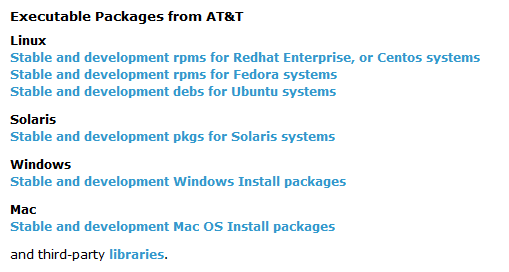 Executable Packages from AT&T
Linux
Stable and development rpms for Redhat Enterprise, or Centos systems
Stable and development rpms for Fedora systems
Stable and development debs for Ubuntu systems
Solaris
Stable and development pkgs for Solaris systems
Windows
Stable and development Windows Install packages
Mac
Stable and development Mac OS Install packages
and third-party libraries.